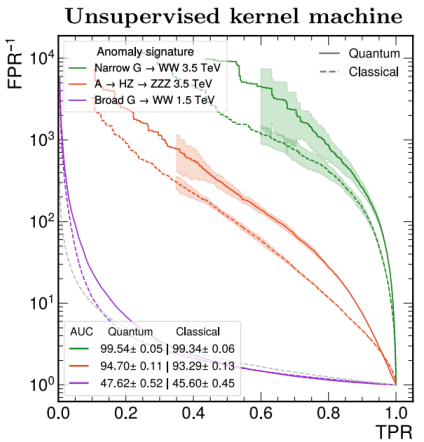 Unsupervised kernel machine
FPR⁻¹
10⁴
10³
10²
10¹
10⁰
Anomaly signature
Narrow G → WW 3.5 TeV
A → HZ → ZZZ 3.5 TeV
Broad G → WW 1.5 TeV
Quantum
Classical
AUC Quantum Classical
99.54± 0.05 | 99.34± 0.06
94.70± 0.11 | 93.29± 0.13
47.62± 0.52 | 45.60± 0.45
0.0 0.2 0.4 0.6 0.8 1.0
TPR